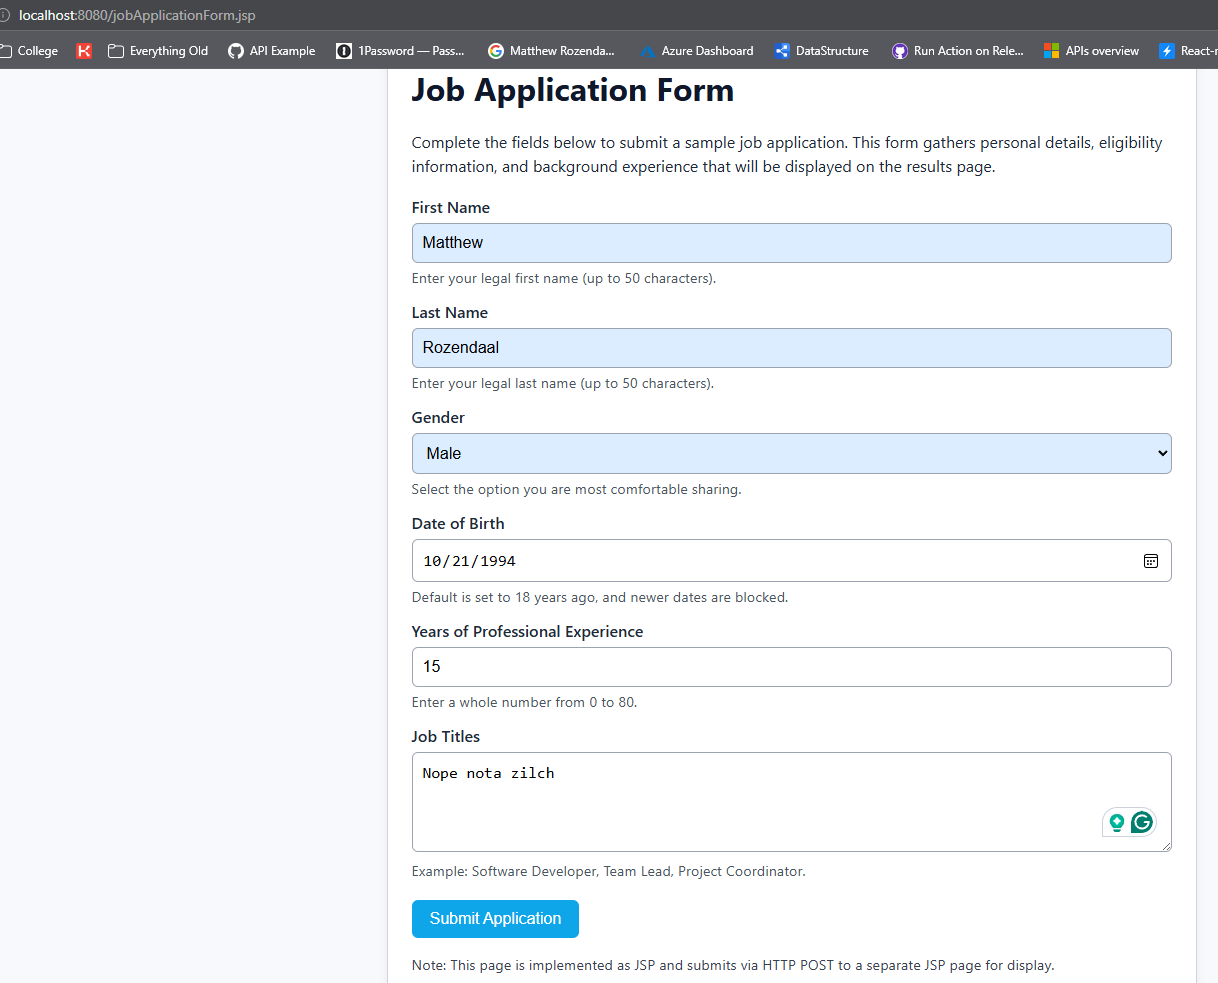 localhost:8080/jobApplicationForm.jsp
College
Everything Old
API Example
1Password — Pass...
Matthew Rozenda...
Azure Dashboard
DataStructure
Run Action on Rele...
APIs overview
React-r
Job Application Form
Complete the fields below to submit a sample job application. This form gathers personal details, eligibility
information, and background experience that will be displayed on the results page.
First Name
Matthew
Enter your legal first name (up to 50 characters).
Last Name
Rozendaal
Enter your legal last name (up to 50 characters).
Gender
Male
Select the option you are most comfortable sharing.
Date of Birth
10/21/1994
Default is set to 18 years ago, and newer dates are blocked.
Years of Professional Experience
15
Enter a whole number from 0 to 80.
Job Titles
Nope nota zilch
Example: Software Developer, Team Lead, Project Coordinator.
Submit Application
Note: This page is implemented as JSP and submits via HTTP POST to a separate JSP page for display.